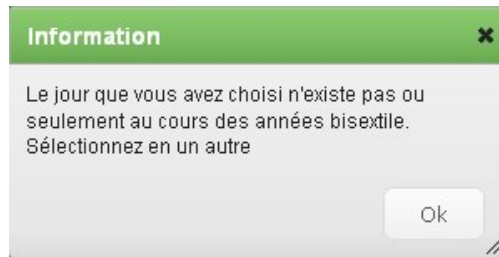 Information
Le jour que vous avez choisi n'existe pas ou
seulement au cours des années bisextile.
Sélectionnez en un autre
Ok